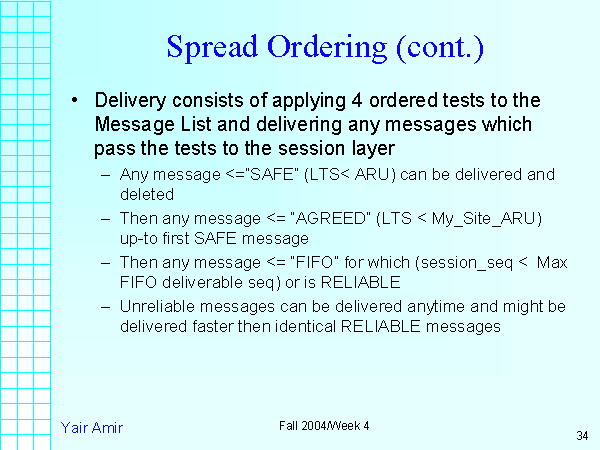 Spread Ordering (cont.)
• Delivery consists of applying 4 ordered tests to the
Message List and delivering any messages which
pass the tests to the session layer
– Any message <="SAFE" (LTS< ARU) can be delivered and
deleted
– Then any message <= "AGREED" (LTS < My_Site_ARU)
up-to first SAFE message
– Then any message <= "FIFO" for which (session_seq < Max
FIFO deliverable seq) or is RELIABLE
– Unreliable messages can be delivered anytime and might be
delivered faster then identical RELIABLE messages
Yair Amir
Fall 2004/Week 4
34